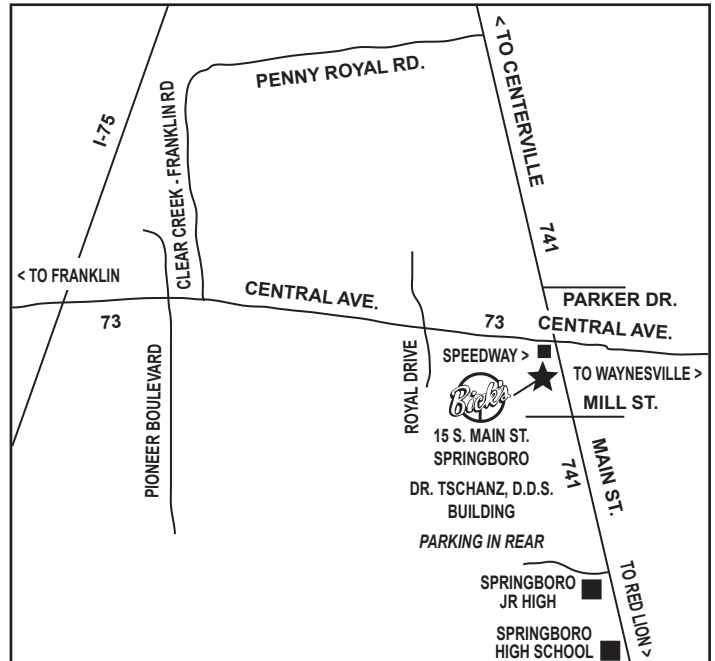 < TO CENTERVILLE
PENNY ROYAL RD.
I-75
CLEAR CREEK - FRANKLIN RD
741
< TO FRANKLIN
CENTRAL AVE.
PARKER DR.
73
73
CENTRAL AVE.
SPEEDWAY >
ROYAL DRIVE
PIONEER BOULEVARD
Bick's
TO WAYNESVILLE >
MILL ST.
15 S. MAIN ST.
SPRINGBORO
MAIN ST.
741
DR. TSCHANZ, D.D.S.
BUILDING
PARKING IN REAR
SPRINGBORO
JR HIGH
TO RED LION >
SPRINGBORO
HIGH SCHOOL